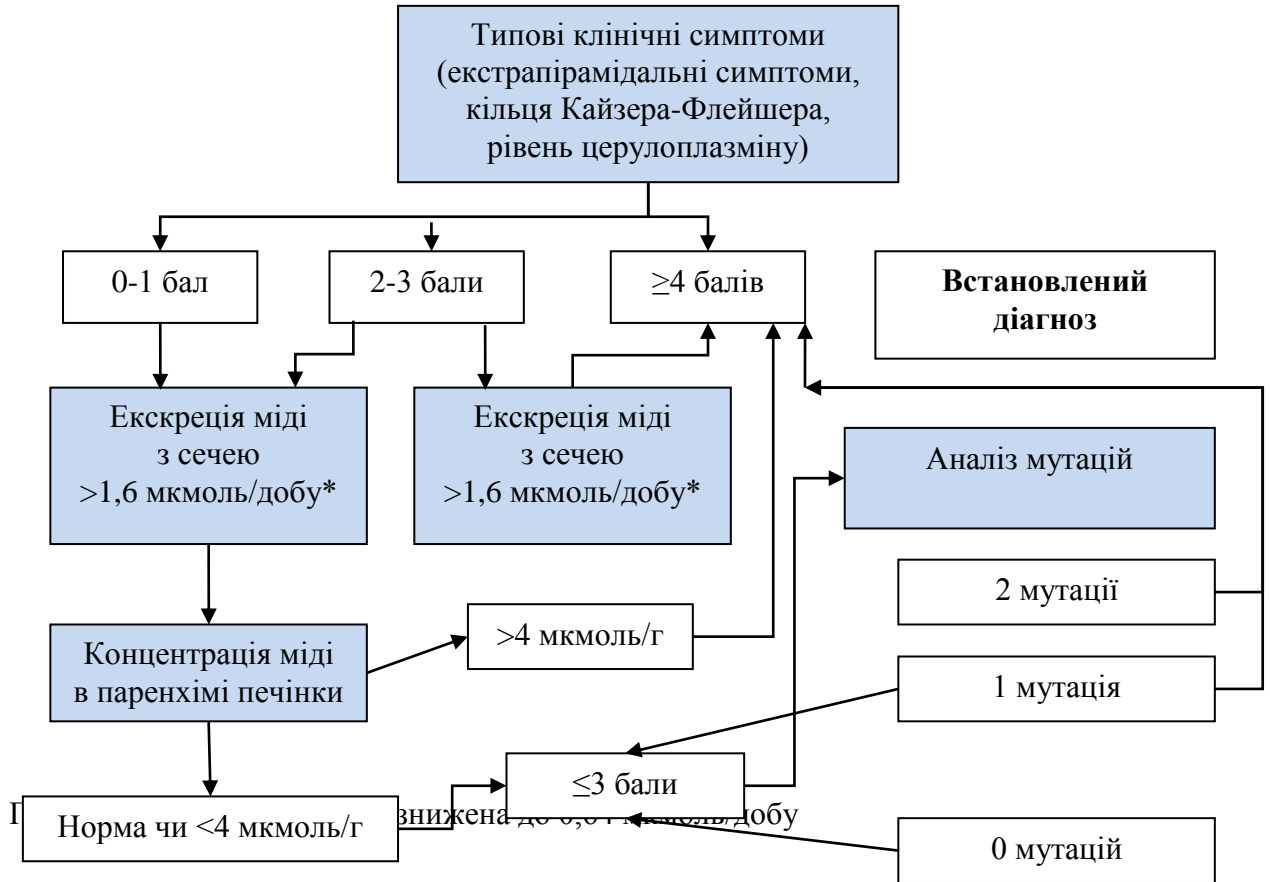 Типові клінічні симптоми
(екстрапірамідальні симптоми,
кільця Кайзера-Флейшера,
рівень церулоплазміну)
0-1 бал
2-3 бали
≥4 балів
Встановлений
діагноз
Екскреція міді
з сечею
>1,6 мкмоль/добу*
Екскреція міді
з сечею
>1,6 мкмоль/добу*
Аналіз мутацій
2 мутації
>4 мкмоль/г
Концентрація міді
в паренхімі печінки
1 мутація
≤3 бали
Норма чи <4 мкмоль/г
знижена до
0 мутацій